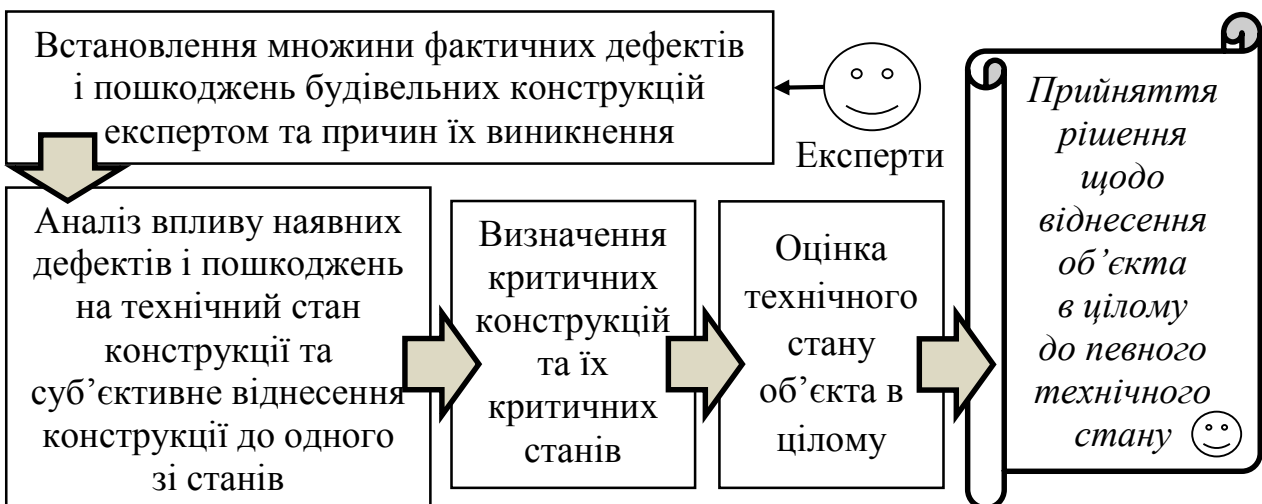 Встановлення множини фактичних дефектів
і пошкоджень будівельних конструкцій
експертом та причин їх виникнення
Експерти
Аналіз впливу наявних
дефектів і пошкоджень
на технічний стан
конструкції та
суб’єктивне віднесення
конструкції до одного
зі станів
Визначення
критичних
конструкцій
та їх
критичних
станів
Оцінка
технічного
стану
об’єкта в
цілому
Прийняття
рішення
щодо
віднесення
об’єкта
в цілому
до певного
технічного
стану